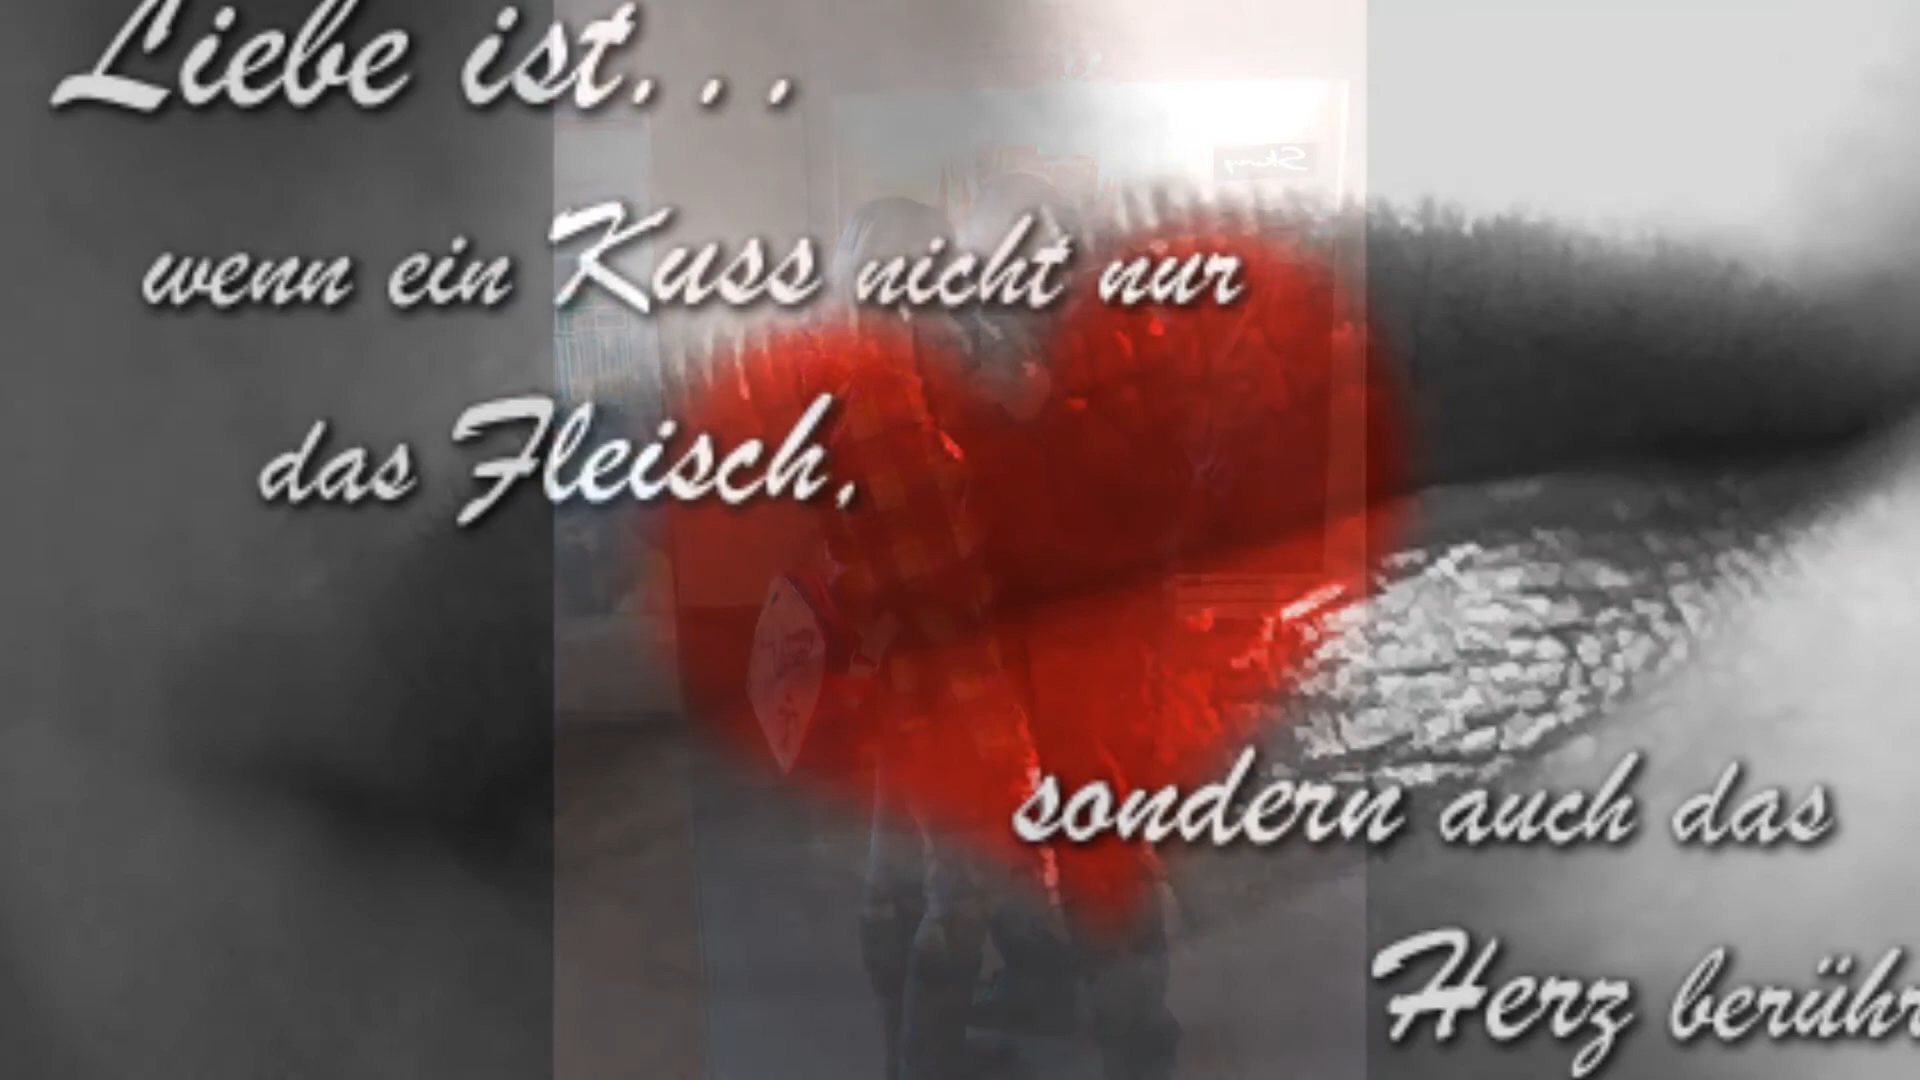 Liebe ist...
wenn ein Kuss nicht nur
das Fleisch,
sondern auch das
Herz berühr